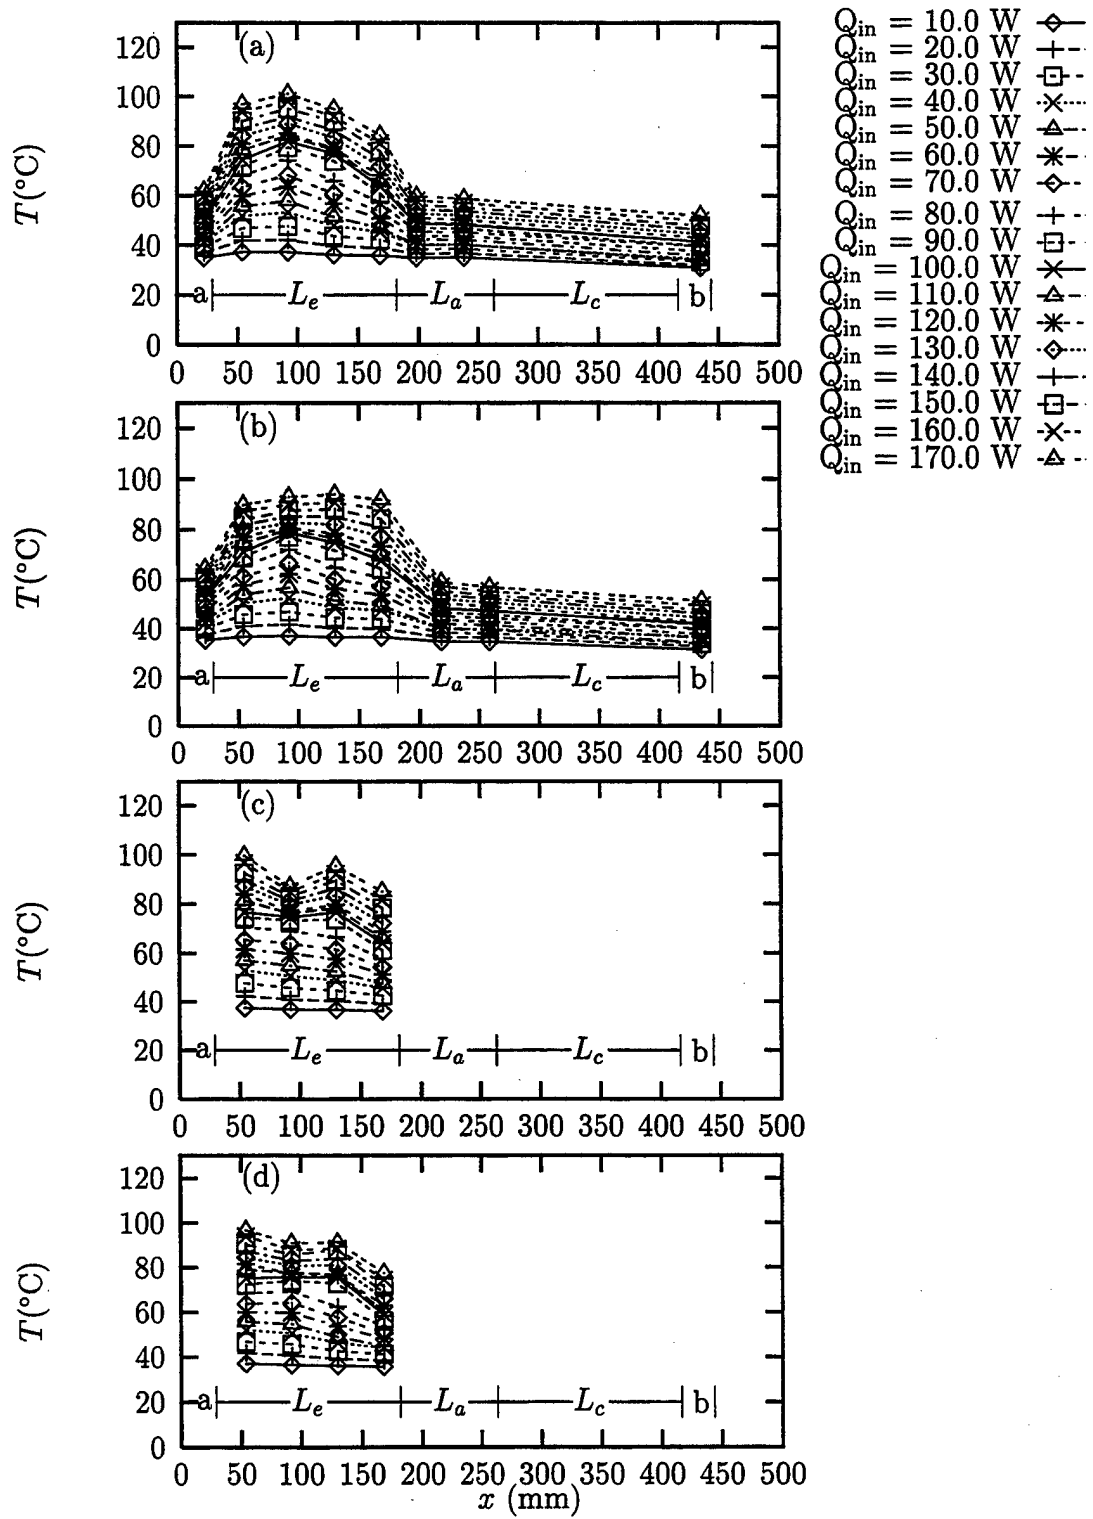 (a)
T(°C)
120
100
80
60
40
20
0
a L_e L_a L_c b
0 50 100 150 200 250 300 350 400 450 500
Q_in = 10.0 W
Q_in = 20.0 W
Q_in = 30.0 W
Q_in = 40.0 W
Q_in = 50.0 W
Q_in = 60.0 W
Q_in = 70.0 W
Q_in = 80.0 W
Q_in = 90.0 W
Q_in = 100.0 W
Q_in = 110.0 W
Q_in = 120.0 W
Q_in = 130.0 W
Q_in = 140.0 W
Q_in = 150.0 W
Q_in = 160.0 W
Q_in = 170.0 W
(b)
T(°C)
120
100
80
60
40
20
0
a L_e L_a L_c b
0 50 100 150 200 250 300 350 400 450 500
(c)
T(°C)
120
100
80
60
40
20
0
a L_e L_a L_c b
0 50 100 150 200 250 300 350 400 450 500
(d)
T(°C)
120
100
80
60
40
20
0
a L_e L_a L_c b
0 50 100 150 200 250 300 350 400 450 500
x (mm)